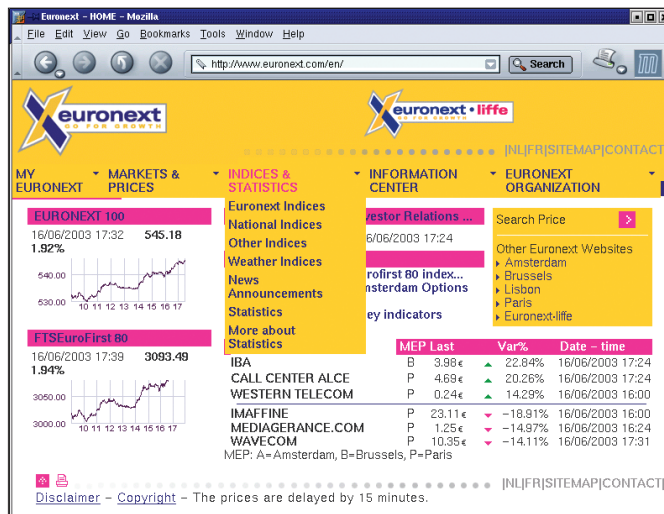 Euronext - HOME - Mozilla
File Edit View Go Bookmarks Tools Window Help
http://www.euronext.com/en/
Search
euronext
GO FOR GROWTH
euronext•liffe
GO FOR GROWTH
|NL|FR|SITEMAP|CONTACT
MY EURONEXT
MARKETS & PRICES
INDICES & STATISTICS
INFORMATION CENTER
EURONEXT ORGANIZATION
EURONEXT 100
16/06/2003 17:32 545.18
1.92%
540.00
530.00
10 11 12 13 14 15 16 17
FTSEuroFirst 80
16/06/2003 17:39 3093.49
1.94%
3050.00
3000.00
10 11 12 13 14 15 16 17
Euronext Indices
National Indices
Other Indices
Weather Indices
News
Announcements
Statistics
More about
Statistics
vestor Relations ...
6/06/2003 17:24
rofirst 80 index...
msterdam Options
ey indicators
Search Price
Other Euronext Websites
Amsterdam
Brussels
Lisbon
Paris
Euronext-liffe
MEP Last Var% Date - time
IBA B 3.98€ 22.84% 16/06/2003 17:24
CALL CENTER ALCE P 4.69€ 20.26% 16/06/2003 17:24
WESTERN TELECOM P 0.24€ 14.29% 16/06/2003 16:00
IMAFFINE P 23.11€ -18.91% 16/06/2003 16:00
MEDIAGERANCE.COM P 1.25€ -14.97% 16/06/2003 16:24
WAVECOM P 10.35€ -14.11% 16/06/2003 17:31
MEP: A=Amsterdam, B=Brussels, P=Paris
|NL|FR|SITEMAP|CONTACT|
Disclaimer - Copyright - The prices are delayed by 15 minutes.